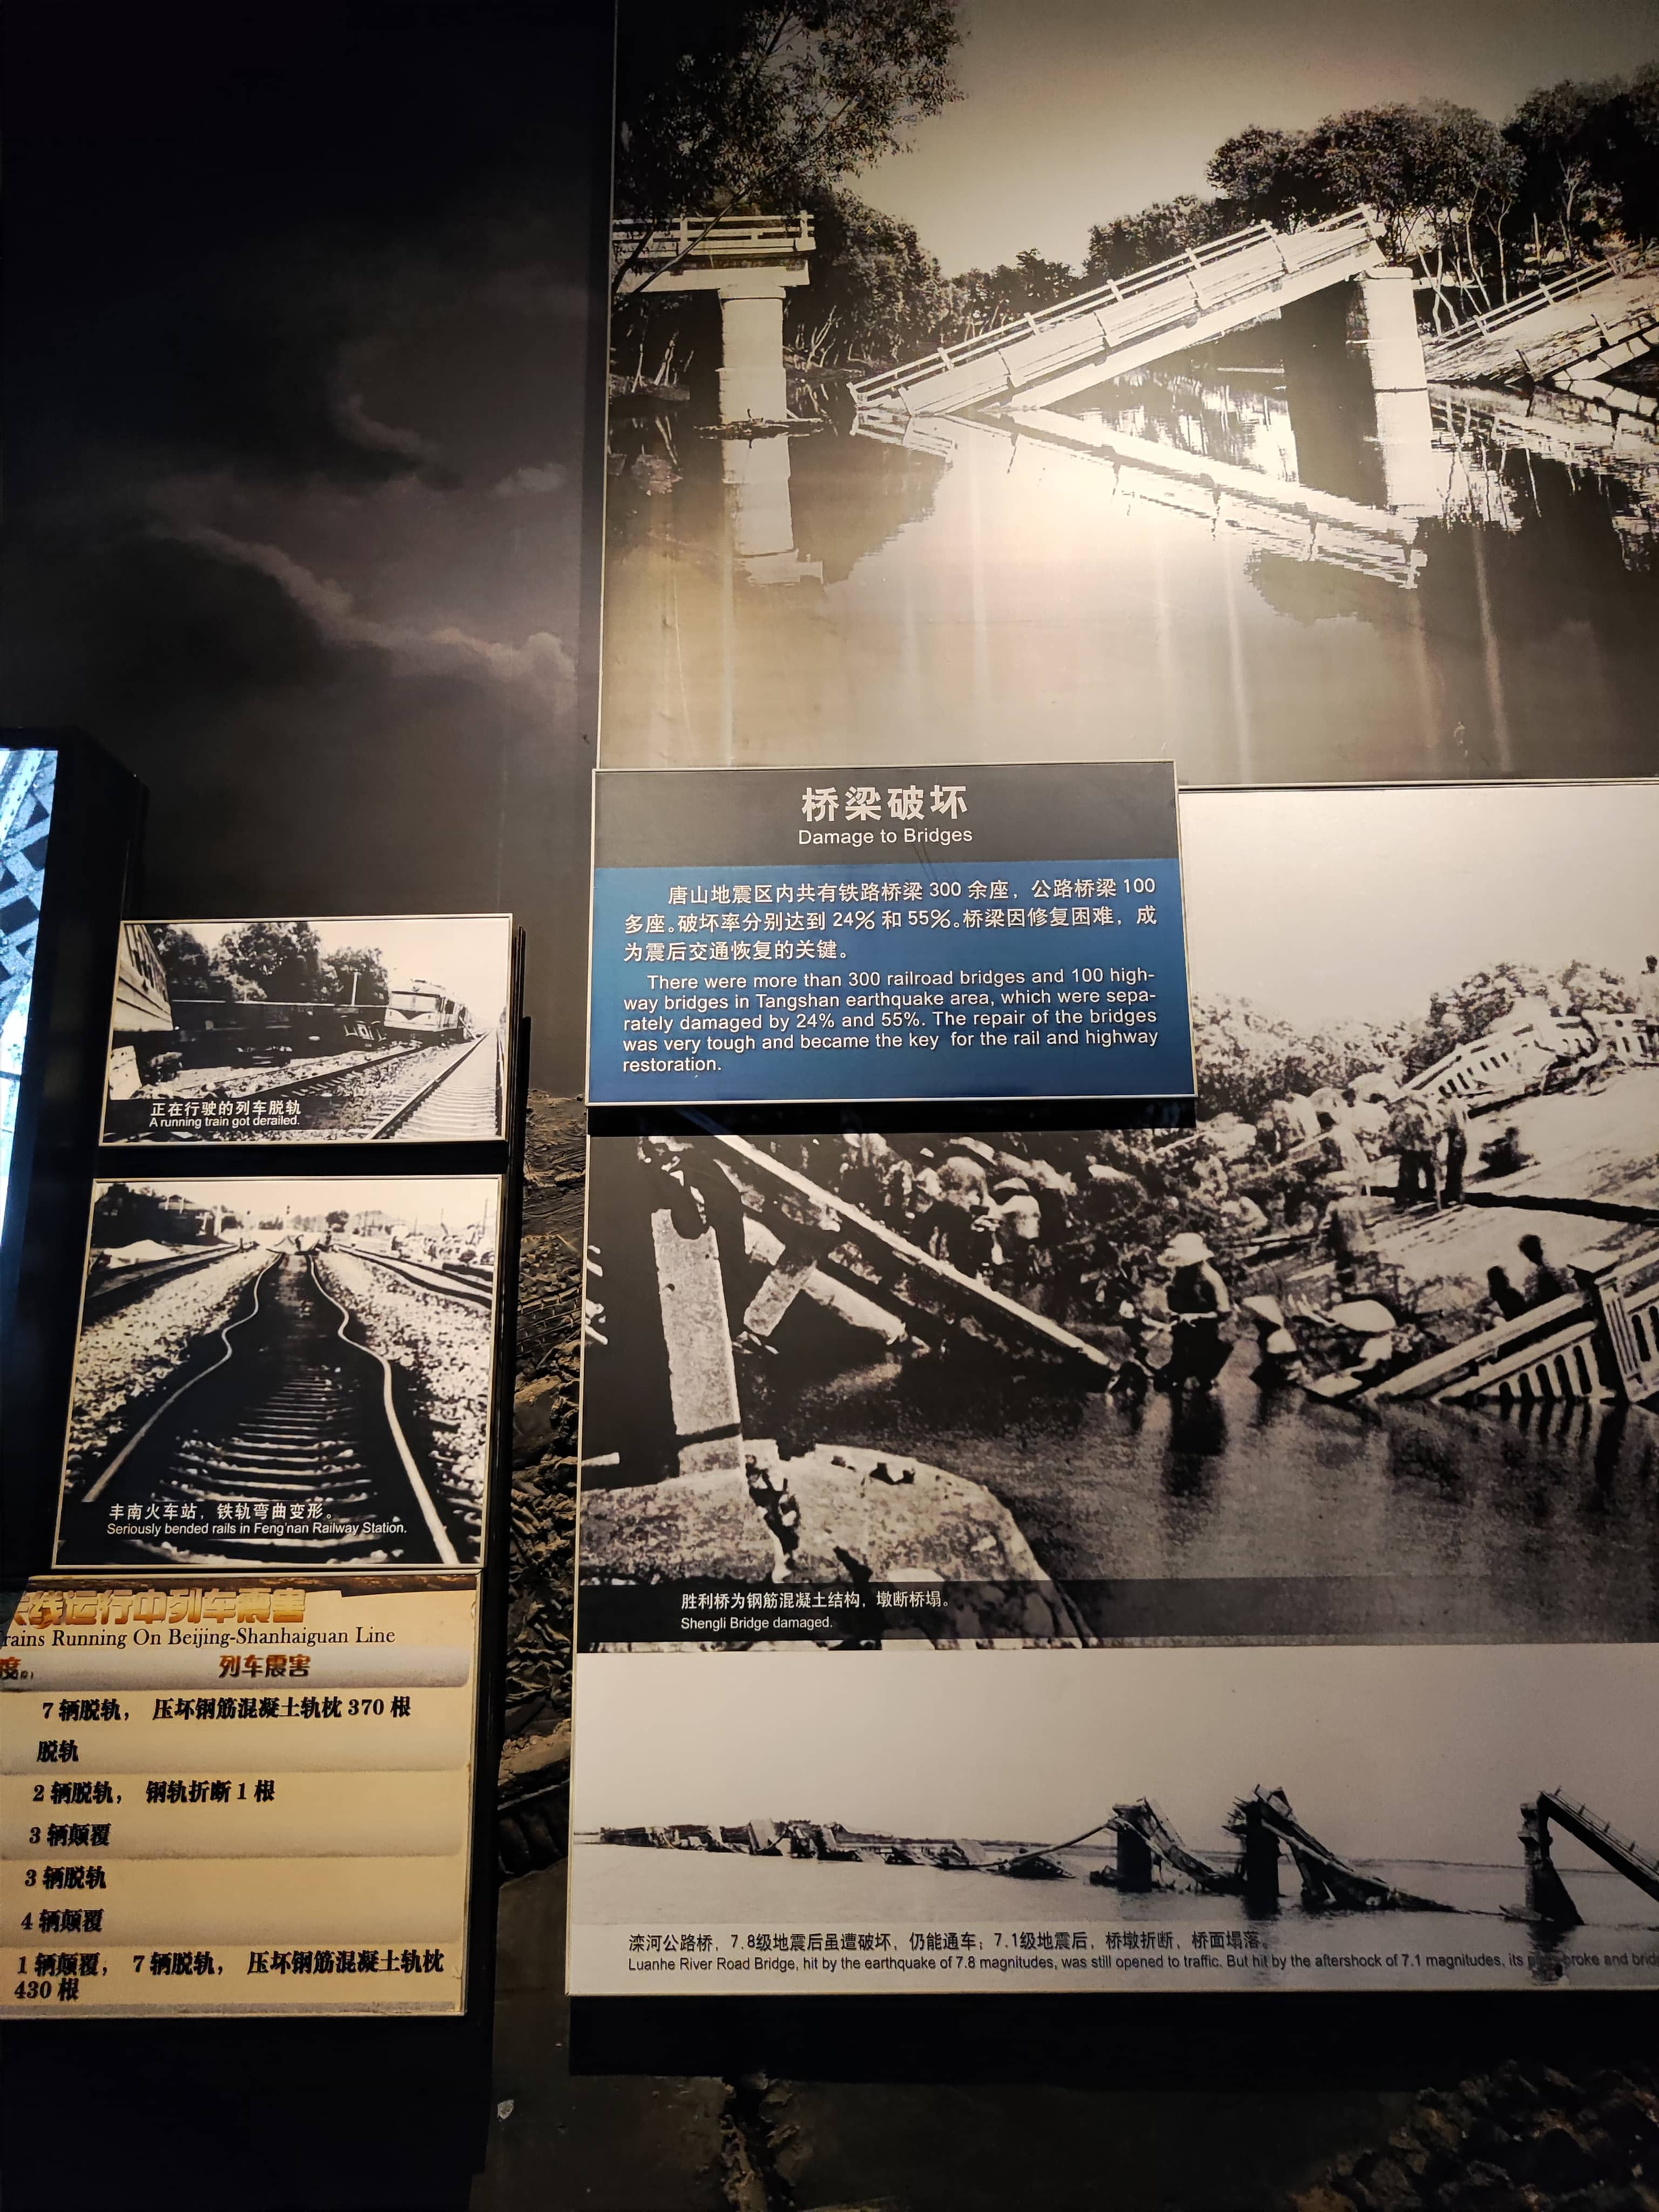 桥梁破坏
Damage to Bridges
唐山地震区内共有铁路桥梁 300 余座，公路桥梁 100
多座。破坏率分别达到 24% 和 55%。桥梁因修复困难，成
为震后交通恢复的关键。
There were more than 300 railroad bridges and 100 high-
way bridges in Tangshan earthquake area, which were sepa-
rately damaged by 24% and 55%. The repair of the bridges
was very tough and became the key for the rail and highway
restoration.
正在行驶的列车脱轨
A running train got derailed.
丰南火车站，铁轨弯曲变形。
Seriously bended rails in Feng'nan Railway Station.
线运行中列车震害
rains Running On Beijing-Shanhaiguan Line
度
列车震害
7 辆脱轨， 压坏钢筋混凝土轨枕 370 根
脱轨
2 辆脱轨， 钢轨折断 1 根
3 辆颠覆
3 辆脱轨
4 辆颠覆
1 辆颠覆， 7 辆脱轨， 压坏钢筋混凝土轨枕
430 根
胜利桥为钢筋混凝土结构，墩断桥塌。
Shengli Bridge damaged.
滦河公路桥，7.8级地震后虽遭破坏，仍能通车；7.1级地震后，桥墩折断，桥面塌落。
Luanhe River Road Bridge, hit by the earthquake of 7.8 magnitudes, was still opened to traffic. But hit by the aftershock of 7.1 magnitudes, its broke and